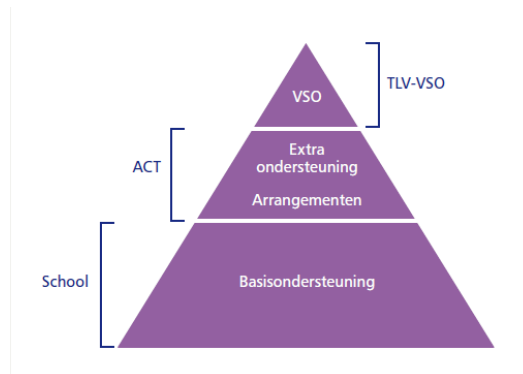 VSO
TLV-VSO
ACT
Extra
ondersteuning
Arrangementen
School
Basisondersteuning